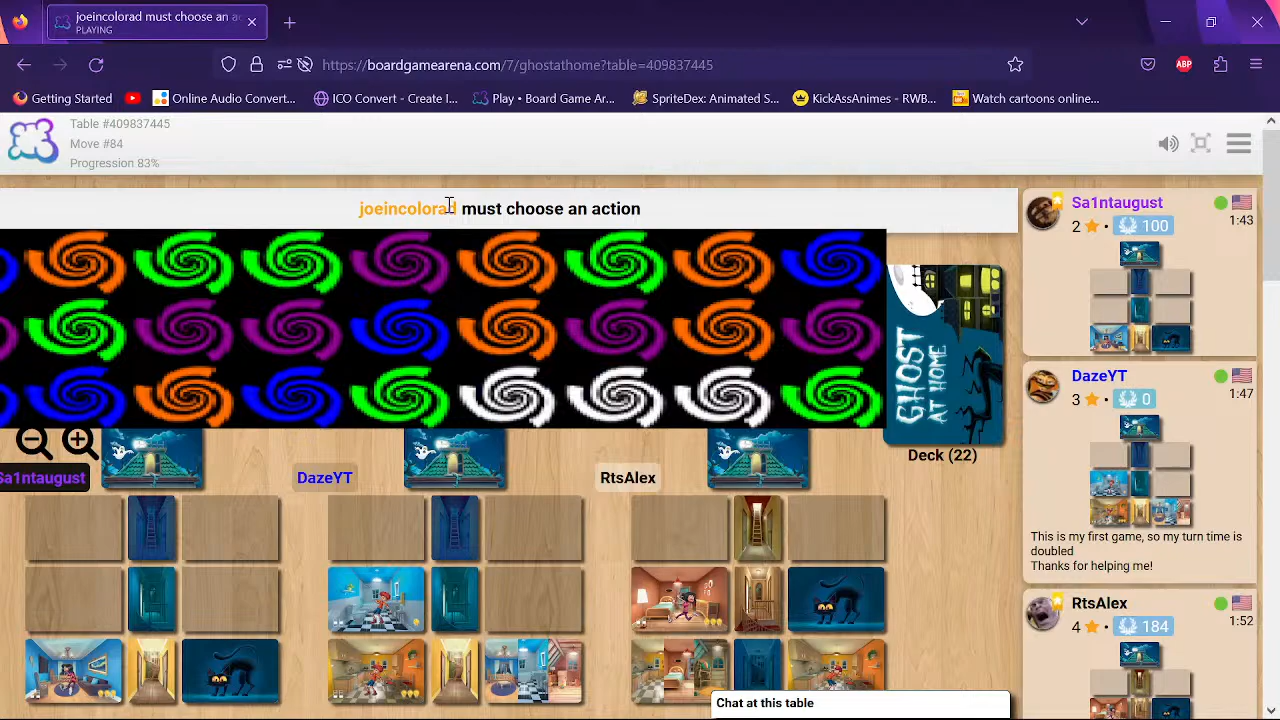 joeincolorad must choose an a
PLAYING
https://boardgamearena.com/7/ghostathome?table=409837445
ABP
Getting Started
Online Audio Convert...
ICO Convert - Create I...
Play • Board Game Ar...
SpriteDex: Animated S...
KickAssAnimes - RWB...
Watch cartoons online...
Table #409837445
Move #84
Progression 83%
joeincolorad must choose an action
Sa1ntaugust
2 • 100
1:43
GHOST
AT HOME
Deck (22)
DazeYT
3 • 0
1:47
This is my first game, so my turn time is
doubled
Thanks for helping me!
RtsAlex
4 • 184
1:52
Sa1ntaugust
DazeYT
RtsAlex
Chat at this table